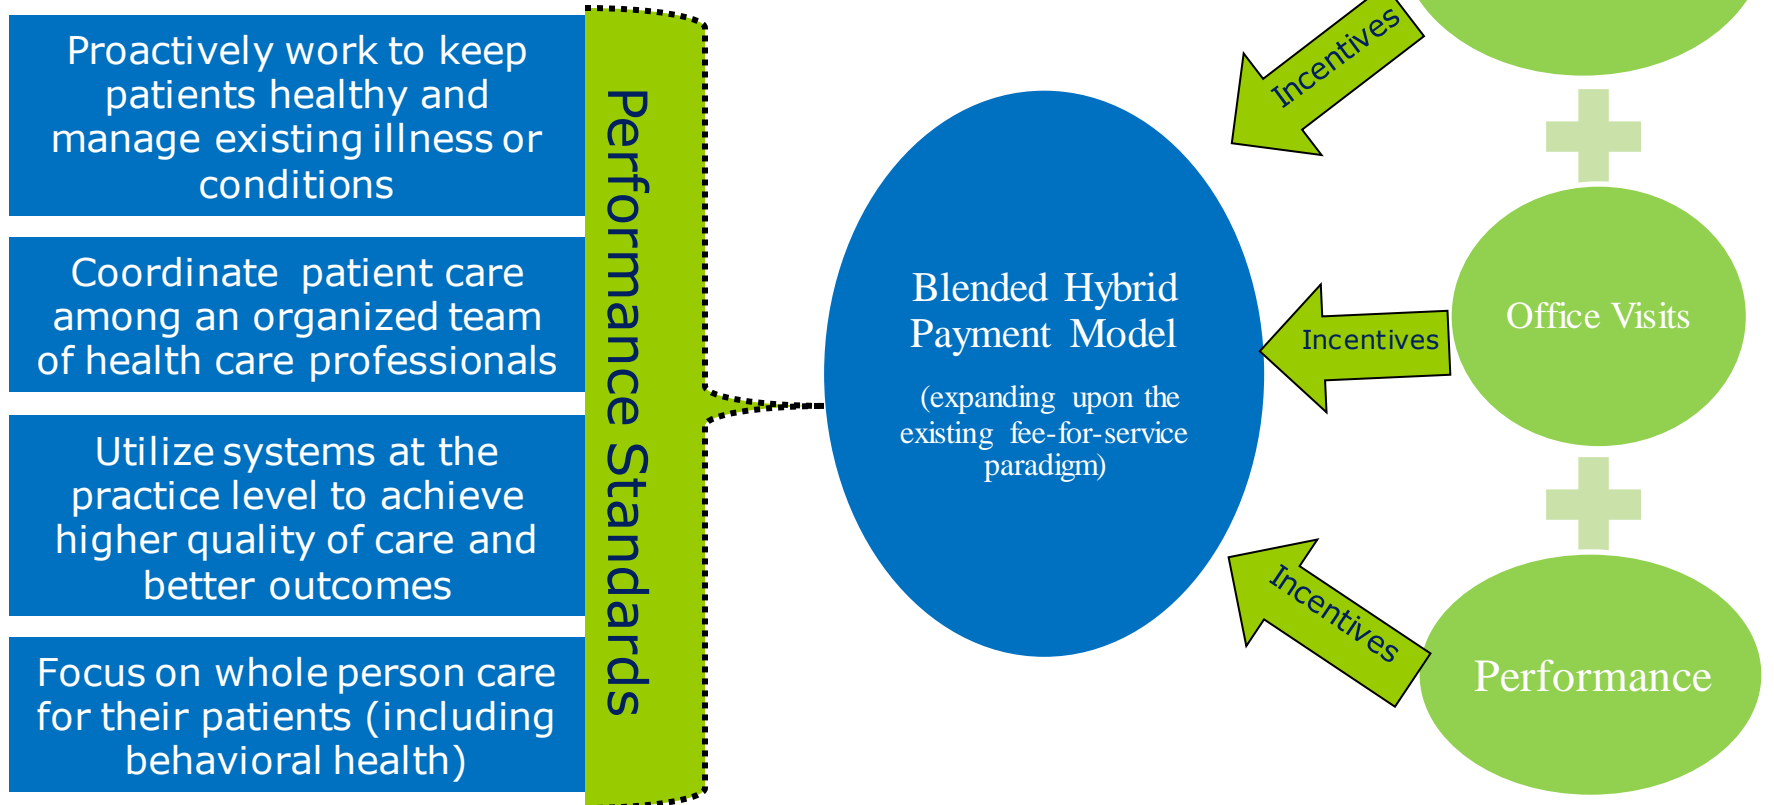 Proactively work to keep
patients healthy and
manage existing illness or
conditions
Coordinate patient care
among an organized team
of health care professionals
Utilize systems at the
practice level to achieve
higher quality of care and
better outcomes
Focus on whole person care
for their patients (including
behavioral health)
Performance Standards
Blended Hybrid
Payment Model
(expanding upon the
existing fee-for-service
paradigm)
Incentives
Incentives
Incentives
Office Visits
Performance